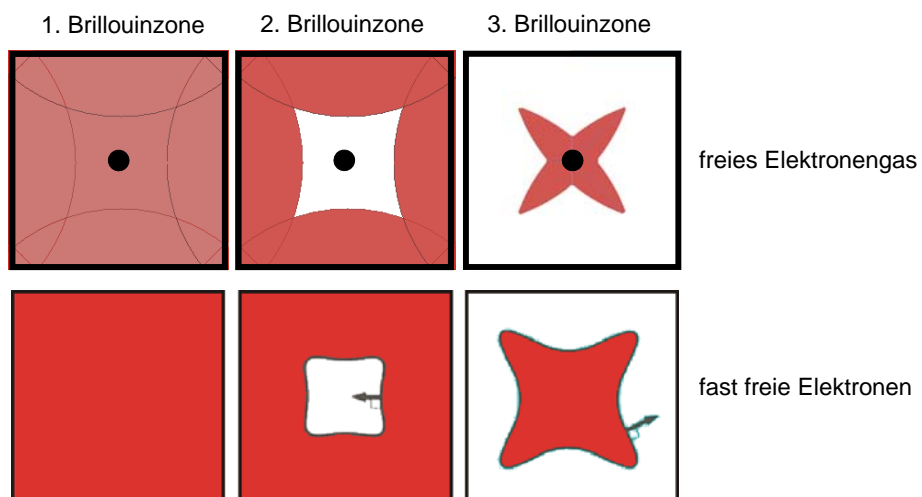 1. Brillouinzone
2. Brillouinzone
3. Brillouinzone
freies Elektronengas
fast freie Elektronen